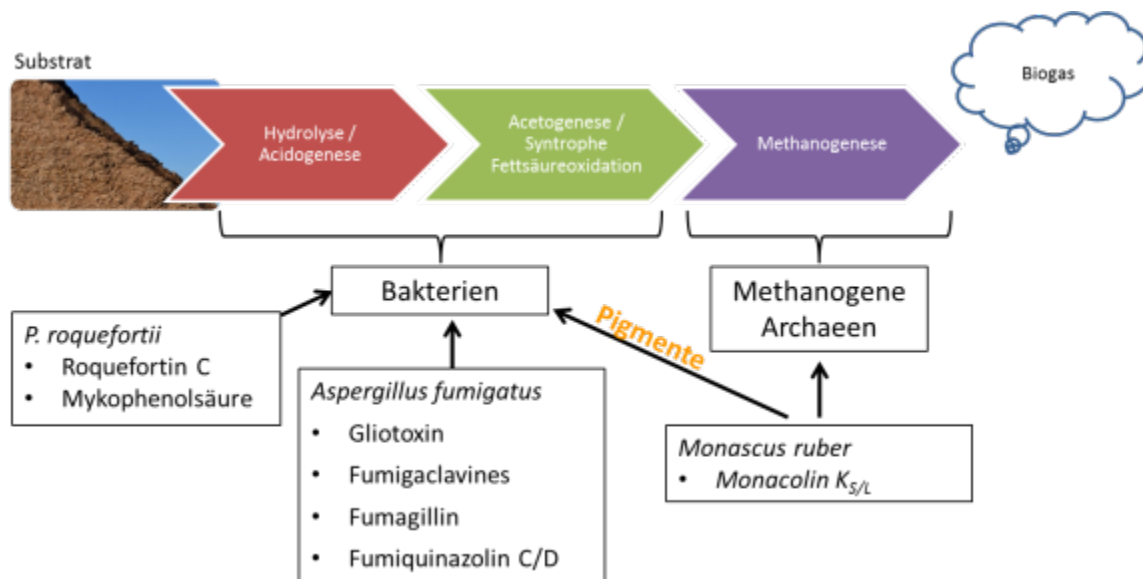 Substrat
Biogas
Hydrolyse /
Acidogenese
Acetogenese /
Syntrophe
Fettsäureoxidation
Methanogenese
Bakterien
Methanogene
Archaeen
Pigmente
P. roquefortii
• Roquefortin C
• Mykophenolsäure
Aspergillus fumigatus
• Gliotoxin
• Fumigaclavines
• Fumagillin
• Fumiquinazolin C/D
Monascus ruber
• Monacolin K S/L